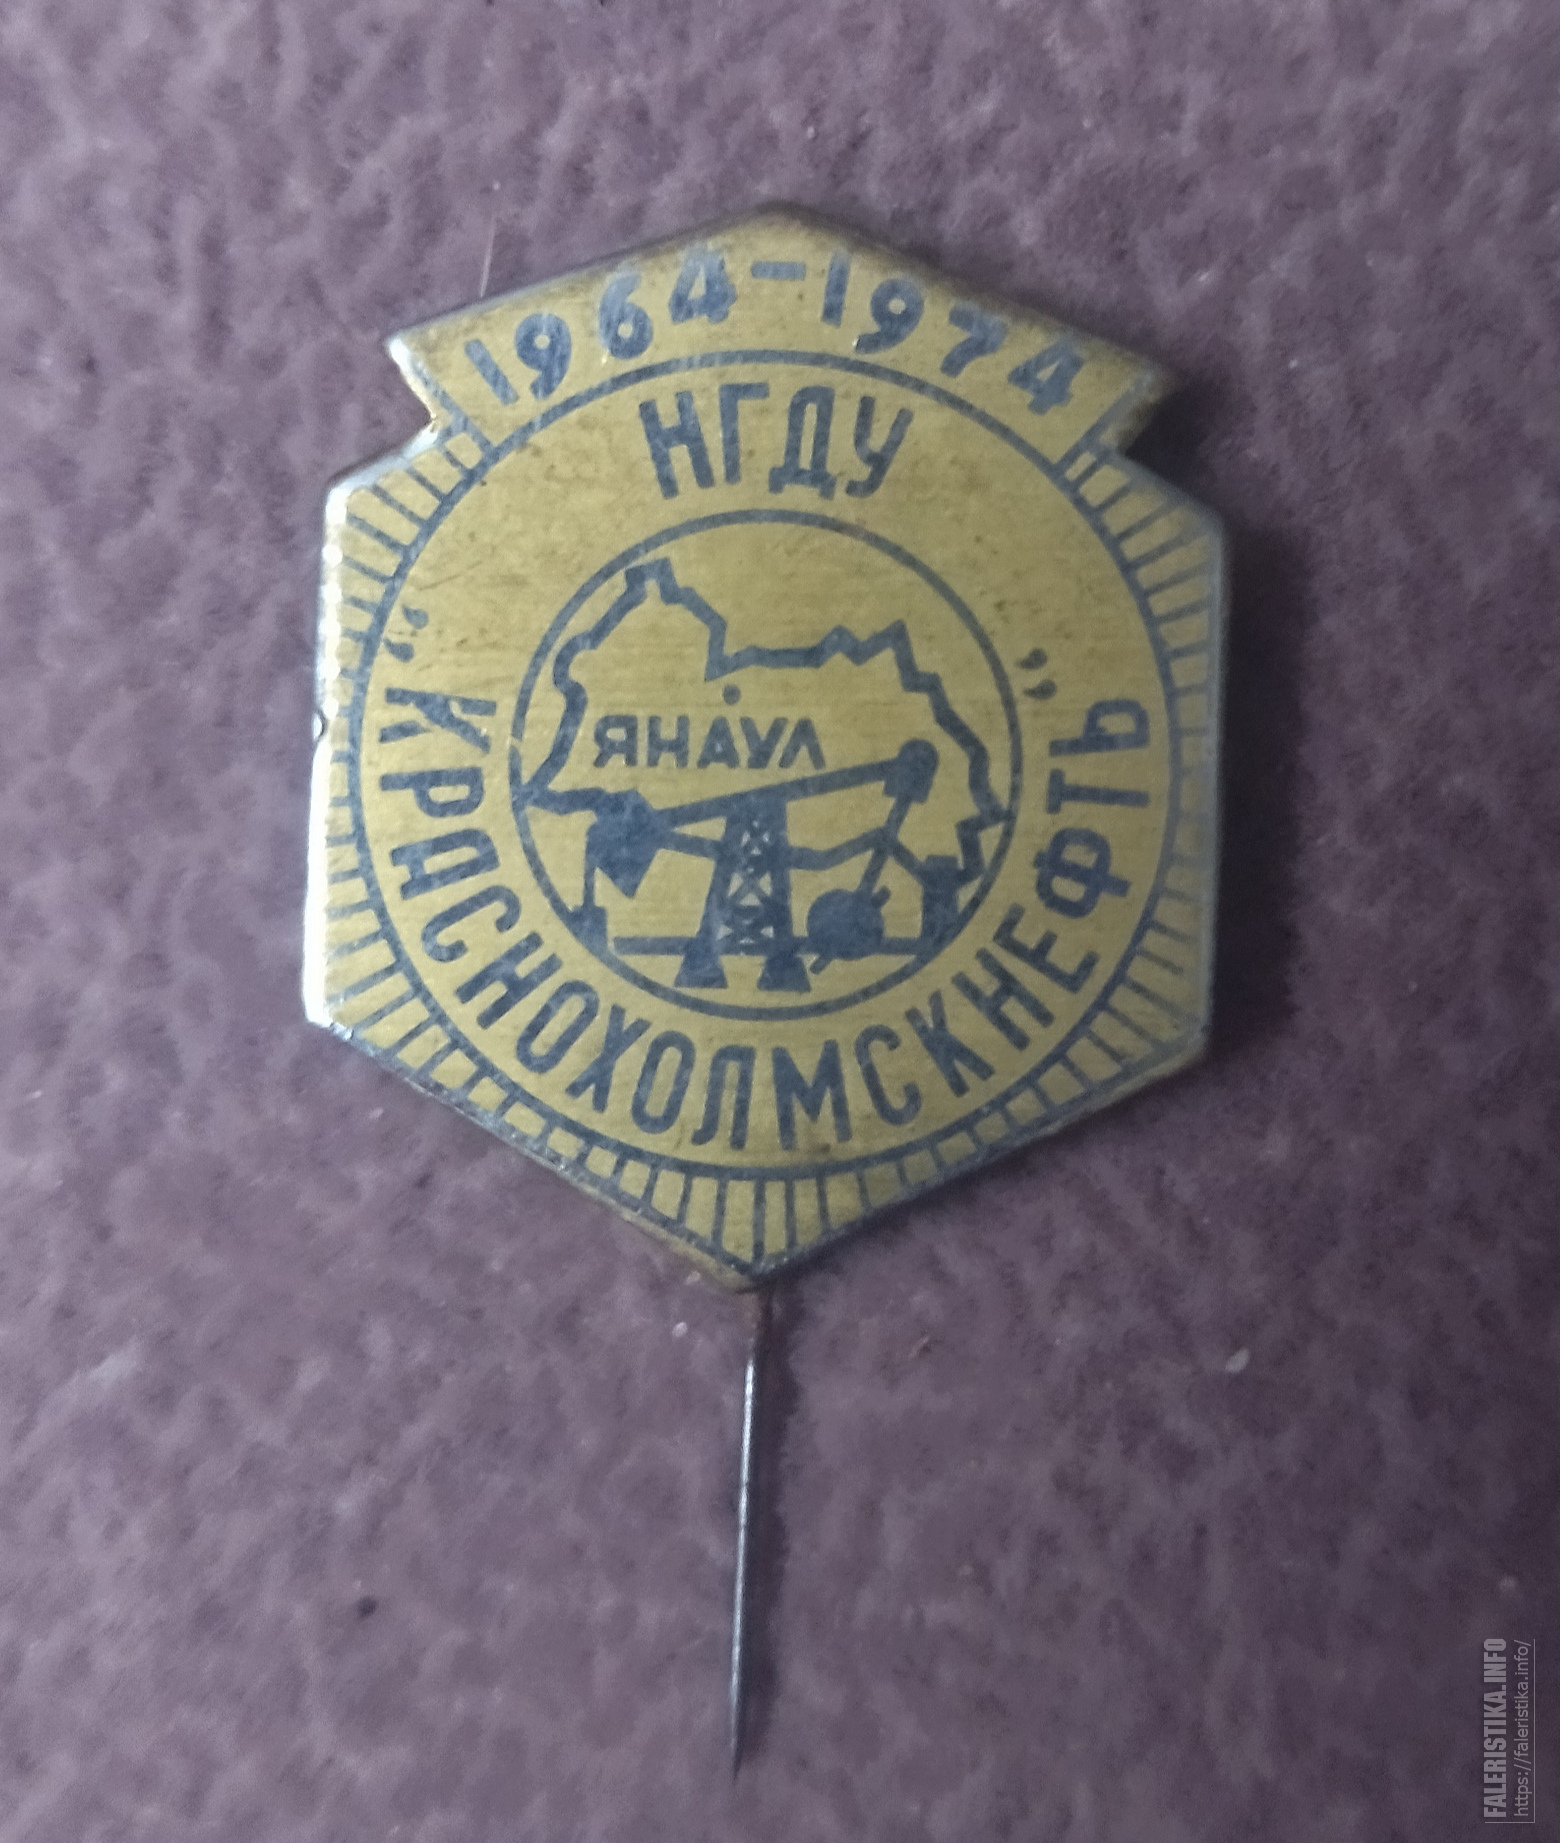 1964-1974
НГДУ
"КРАСНОХОЛМСКНЕФТЬ"
ЯНАУЛ
FALERISTIKA.INFO
https://faleristika.info/